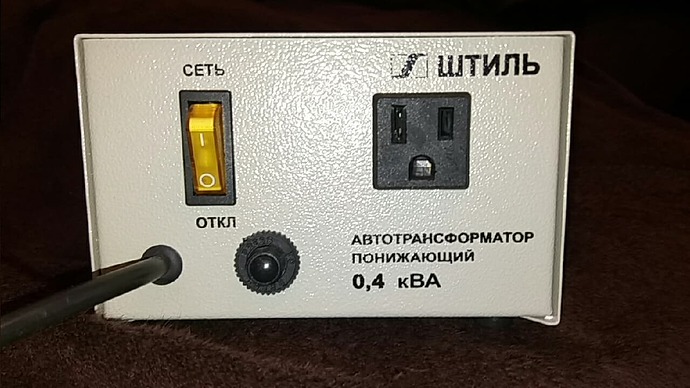 СЕТЬ
ШТИЛЬ
I
O
ОТКЛ
АВТОТРАНСФОРМАТОР
ПОНИЖАЮЩИЙ
0,4 кВА